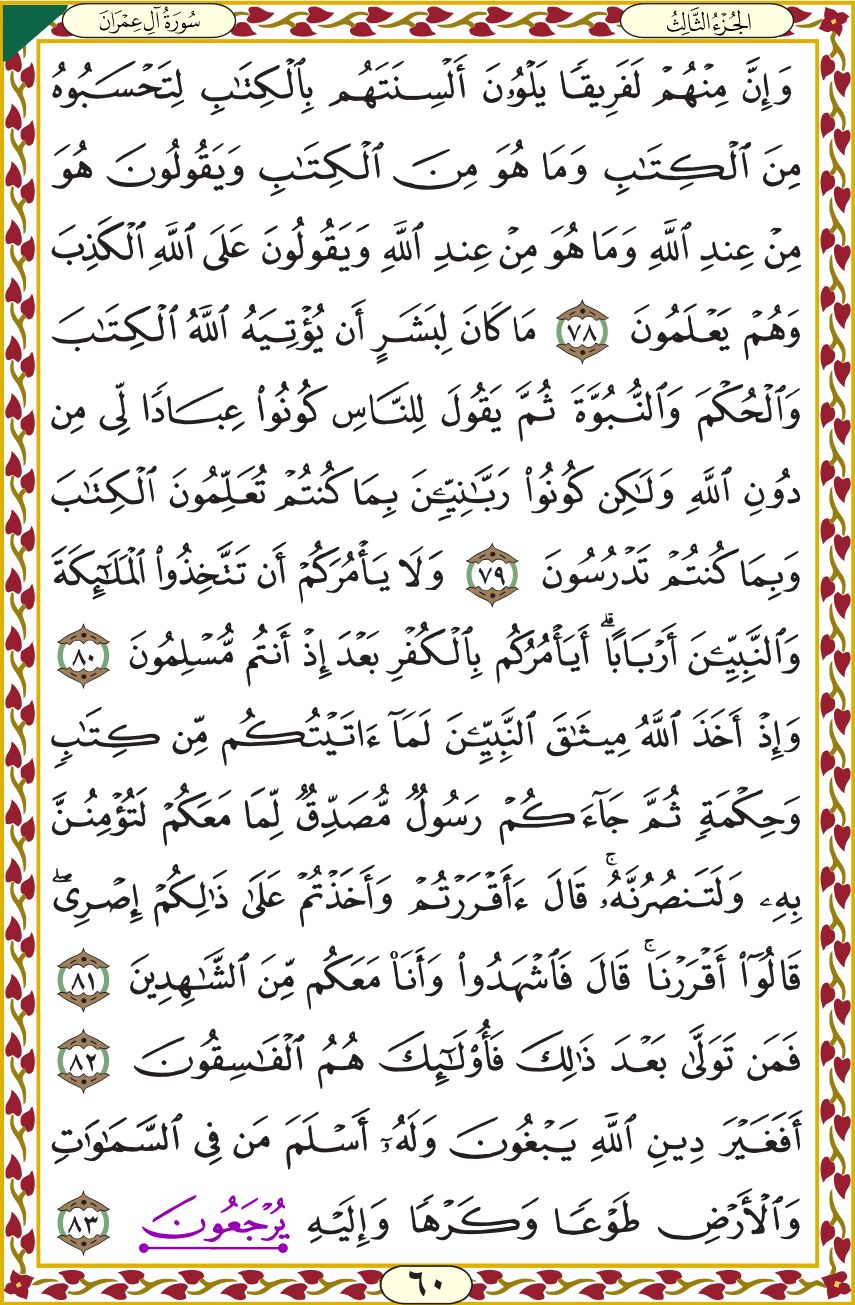 الجُزْءُ الثَّالِثُ
سُورَةُ آلِ عِمْرَانَ
وَإِنَّ مِنْهُمْ لَفَرِيقًا يَلْوُۥنَ أَلْسِنَتَهُم بِٱلْكِتَٰبِ لِتَحْسَبُوهُ
مِنَ ٱلْكِتَٰبِ وَمَا هُوَ مِنَ ٱلْكِتَٰبِ وَيَقُولُونَ هُوَ
مِنْ عِندِ ٱللَّهِ وَمَا هُوَ مِنْ عِندِ ٱللَّهِ وَيَقُولُونَ عَلَى ٱللَّهِ ٱلْكَذِبَ
وَهُمْ يَعْلَمُونَ ٧٨ مَا كَانَ لِبَشَرٍ أَن يُؤْتِيَهُ ٱللَّهُ ٱلْكِتَٰبَ
وَٱلْحُكْمَ وَٱلنُّبُوَّةَ ثُمَّ يَقُولَ لِلنَّاسِ كُونُوا۟ عِبَادًا لِّى مِن
دُونِ ٱللَّهِ وَلَٰكِن كُونُوا۟ رَبَّٰنِيِّۦنَ بِمَا كُنتُمْ تُعَلِّمُونَ ٱلْكِتَٰبَ
وَبِمَا كُنتُمْ تَدْرُسُونَ ٧٩ وَلَا يَأْمُرَكُمْ أَن تَتَّخِذُوا۟ ٱلْمَلَٰٓئِكَةَ
وَٱلنَّبِيِّۦنَ أَرْبَابًا ۗ أَيَأْمُرُكُم بِٱلْكُفْرِ بَعْدَ إِذْ أَنتُم مُّسْلِمُونَ ٨٠
وَإِذْ أَخَذَ ٱللَّهُ مِيثَٰقَ ٱلنَّبِيِّۦنَ لَمَآ ءَاتَيْتُكُم مِّن كِتَٰبٍ
وَحِكْمَةٍ ثُمَّ جَآءَكُمْ رَسُولٌ مُّصَدِّقٌ لِّمَا مَعَكُمْ لَتُؤْمِنُنَّ
بِهِۦ وَلَتَنصُرُنَّهُۥ ۚ قَالَ ءَأَقْرَرْتُمْ وَأَخَذْتُمْ عَلَىٰ ذَٰلِكُمْ إِصْرِى ۖ
قَالُوٓا۟ أَقْرَرْنَا ۚ قَالَ فَٱشْهَدُوا۟ وَأَنَا۠ مَعَكُم مِّنَ ٱلشَّٰهِدِينَ ٨١
فَمَن تَوَلَّىٰ بَعْدَ ذَٰلِكَ فَأُو۟لَٰٓئِكَ هُمُ ٱلْفَٰسِقُونَ ٨٢
أَفَغَيْرَ دِينِ ٱللَّهِ يَبْغُونَ وَلَهُۥٓ أَسْلَمَ مَن فِى ٱلسَّمَٰوَٰتِ
وَٱلْأَرْضِ طَوْعًا وَكَرْهًا وَإِلَيْهِ يُرْجَعُونَ ٨٣
٦٠